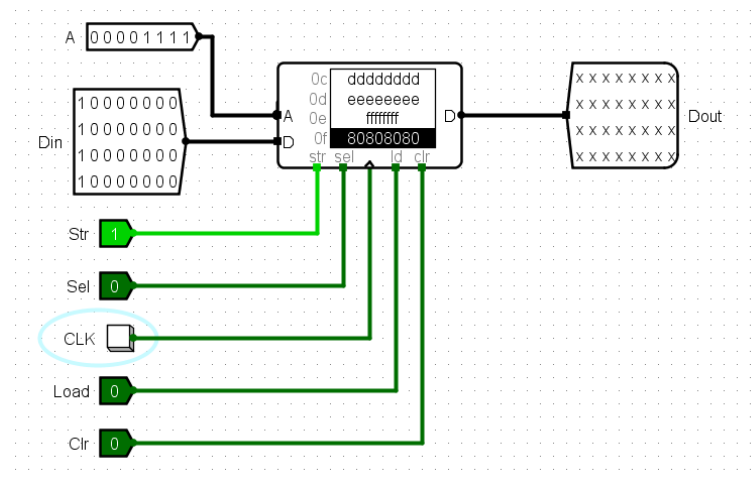 A 00001111
0c dddddddd
0d eeeeeeee
0e ffffffff
0f 80808080
A
D
D
str sel ld clr
Din
10000000
10000000
10000000
10000000
xxxxxxxx
xxxxxxxx
xxxxxxxx
xxxxxxxx
Dout
Str 1
Sel 0
CLK
Load 0
Clr 0